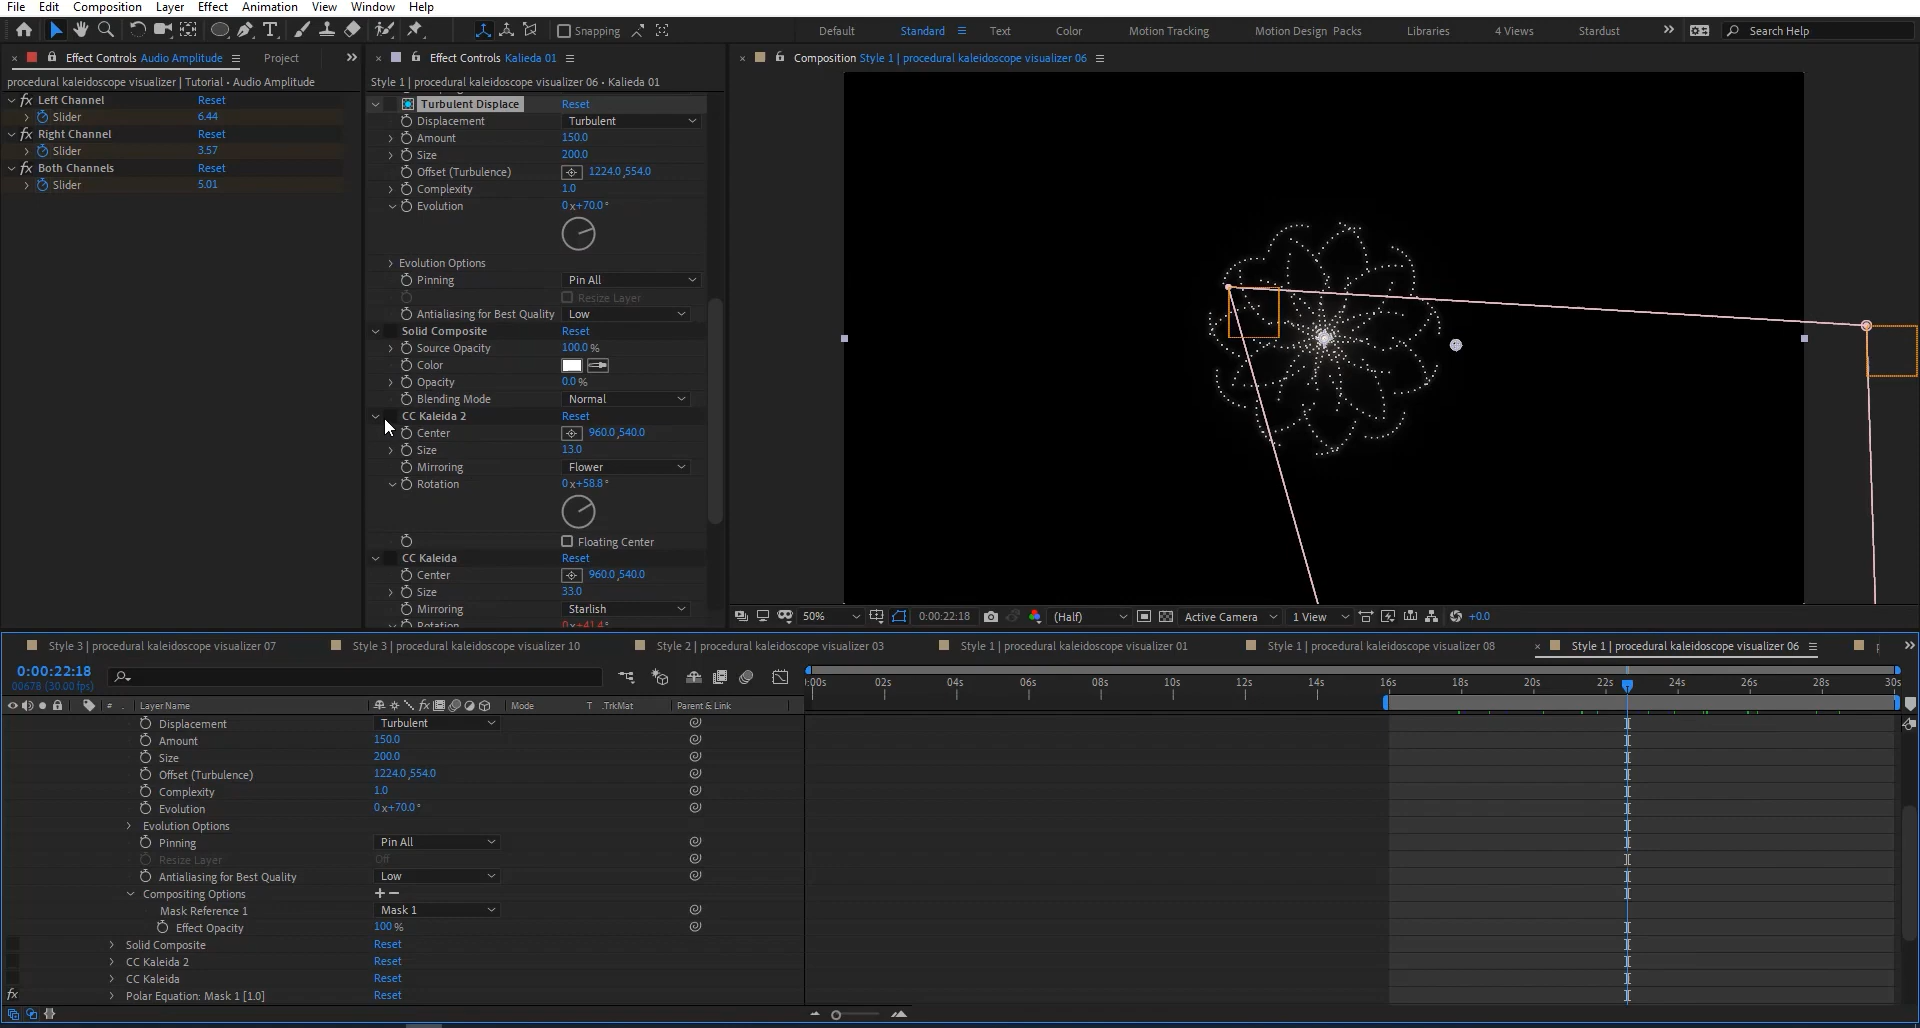 File Edit Composition Layer Effect Animation View Window Help
Snapping Default Standard Text Color Motion Tracking Motion Design Packs Libraries 4 Views Stardust Search Help
Effect Controls Audio Amplitude Project
procedural kaleidoscope visualizer | Tutorial • Audio Amplitude
fx Left Channel Reset
Slider 6.44
fx Right Channel Reset
Slider 3.57
fx Both Channels Reset
Slider 5.01
Effect Controls Kalieda 01
Style 1 | procedural kaleidoscope visualizer 06 • Kalieda 01
Turbulent Displace Reset
Displacement Turbulent
Amount 150.0
Size 200.0
Offset (Turbulence) 1224.0,554.0
Complexity 1.0
Evolution 0x+70.0°
Evolution Options
Pinning Pin All
Resize Layer
Antialiasing for Best Quality Low
Solid Composite Reset
Source Opacity 100.0 %
Color
Opacity 0.0 %
Blending Mode Normal
CC Kaleida 2 Reset
Center 960.0,540.0
Size 13.0
Mirroring Flower
Rotation 0x+58.8°
Floating Center
CC Kaleida Reset
Center 960.0,540.0
Size 33.0
Mirroring Starlish
Rotation 0x+41.4°
Composition Style 1 | procedural kaleidoscope visualizer 06
50% 0:00:22:18 (Half) Active Camera 1 View +0.0
Style 3 | procedural kaleidoscope visualizer 07 Style 3 | procedural kaleidoscope visualizer 10 Style 2 | procedural kaleidoscope visualizer 03 Style 1 | procedural kaleidoscope visualizer 01 Style 1 | procedural kaleidoscope visualizer 08 Style 1 | procedural kaleidoscope visualizer 06
0:00:22:18
00678 (30.00 fps)
:00s 02s 04s 06s 08s 10s 12s 14s 16s 18s 20s 22s 24s 26s 28s 30s
# Layer Name fx Mode T .TrkMat Parent & Link
Displacement Turbulent
Amount 150.0
Size 200.0
Offset (Turbulence) 1224.0,554.0
Complexity 1.0
Evolution 0x+70.0°
Evolution Options
Pinning Pin All
Resize Layer Off
Antialiasing for Best Quality Low
Compositing Options + −
Mask Reference 1 Mask 1
Effect Opacity 100 %
Solid Composite Reset
CC Kaleida 2 Reset
CC Kaleida Reset
fx Polar Equation: Mask 1 [1.0] Reset